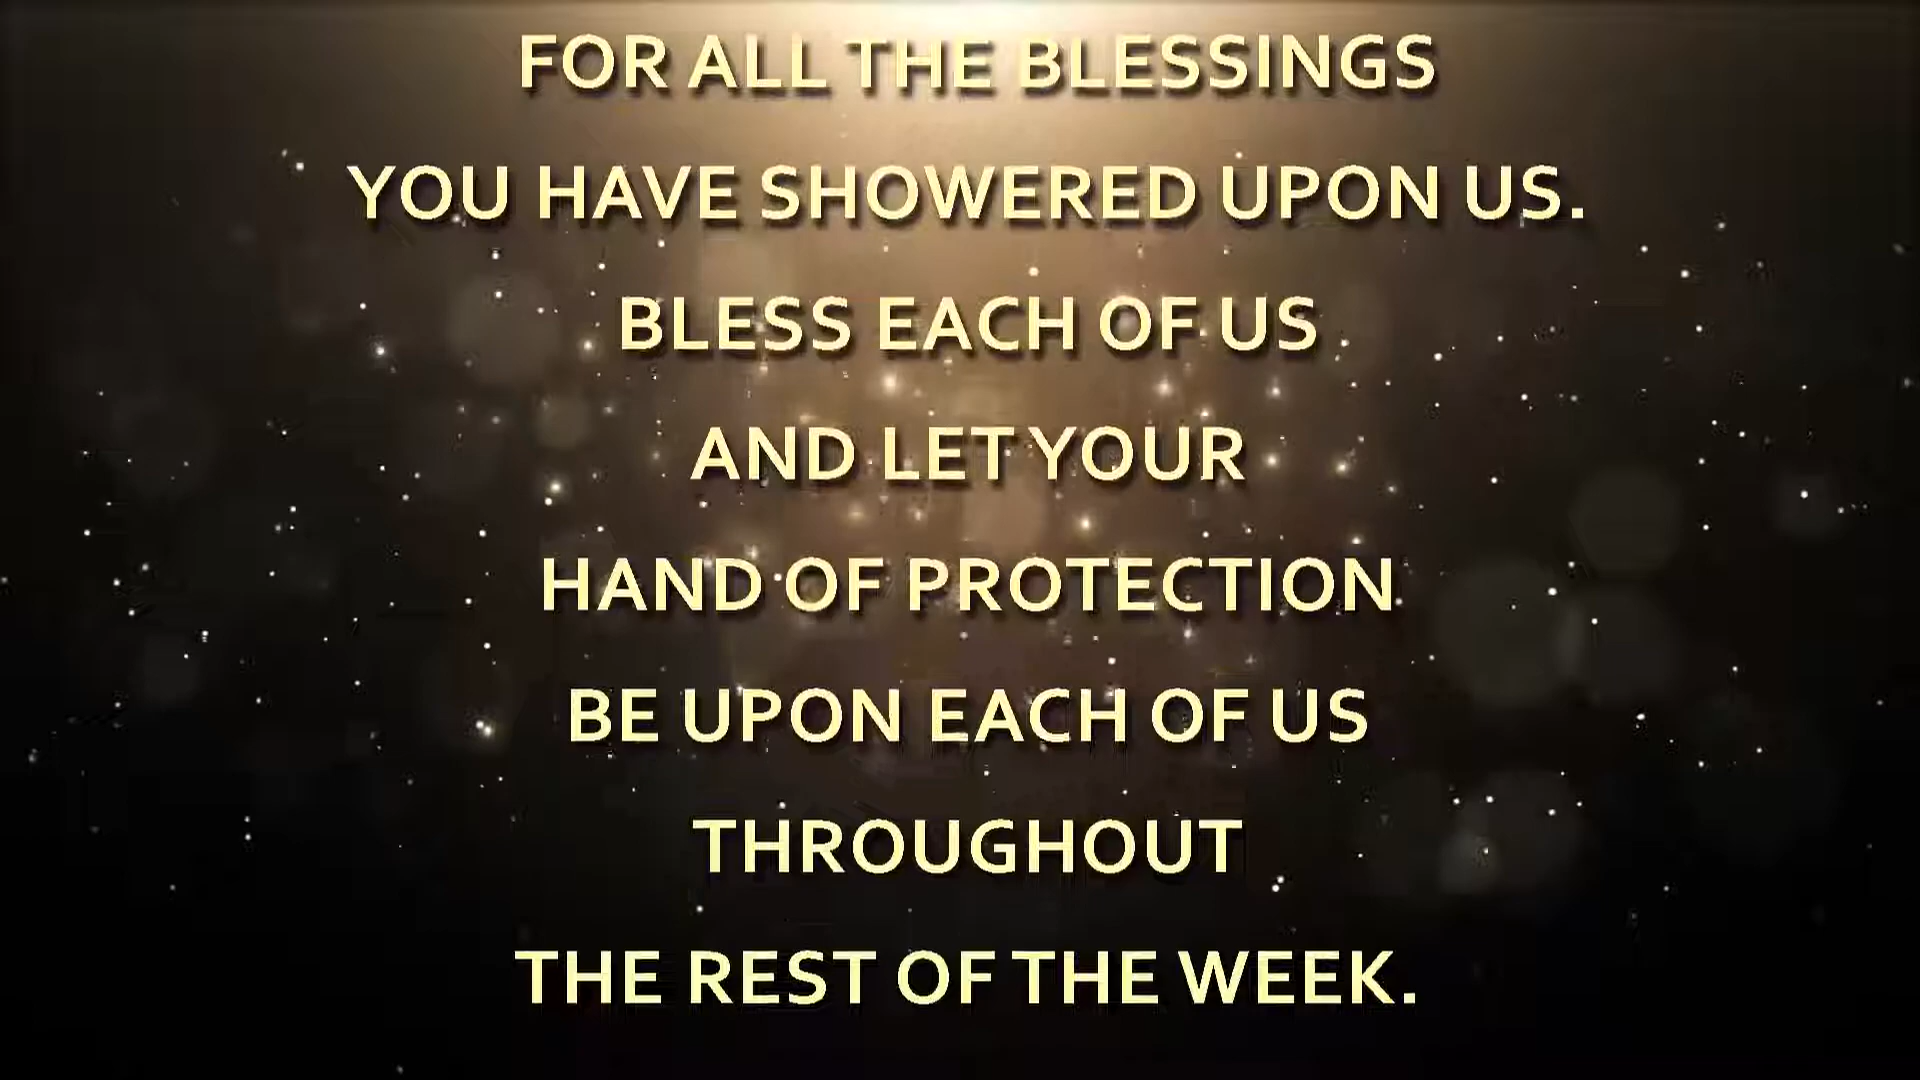 FOR ALL THE BLESSINGS
YOU HAVE SHOWERED UPON US.
BLESS EACH OF US
AND LET YOUR
HAND OF PROTECTION
BE UPON EACH OF US
THROUGHOUT
THE REST OF THE WEEK.